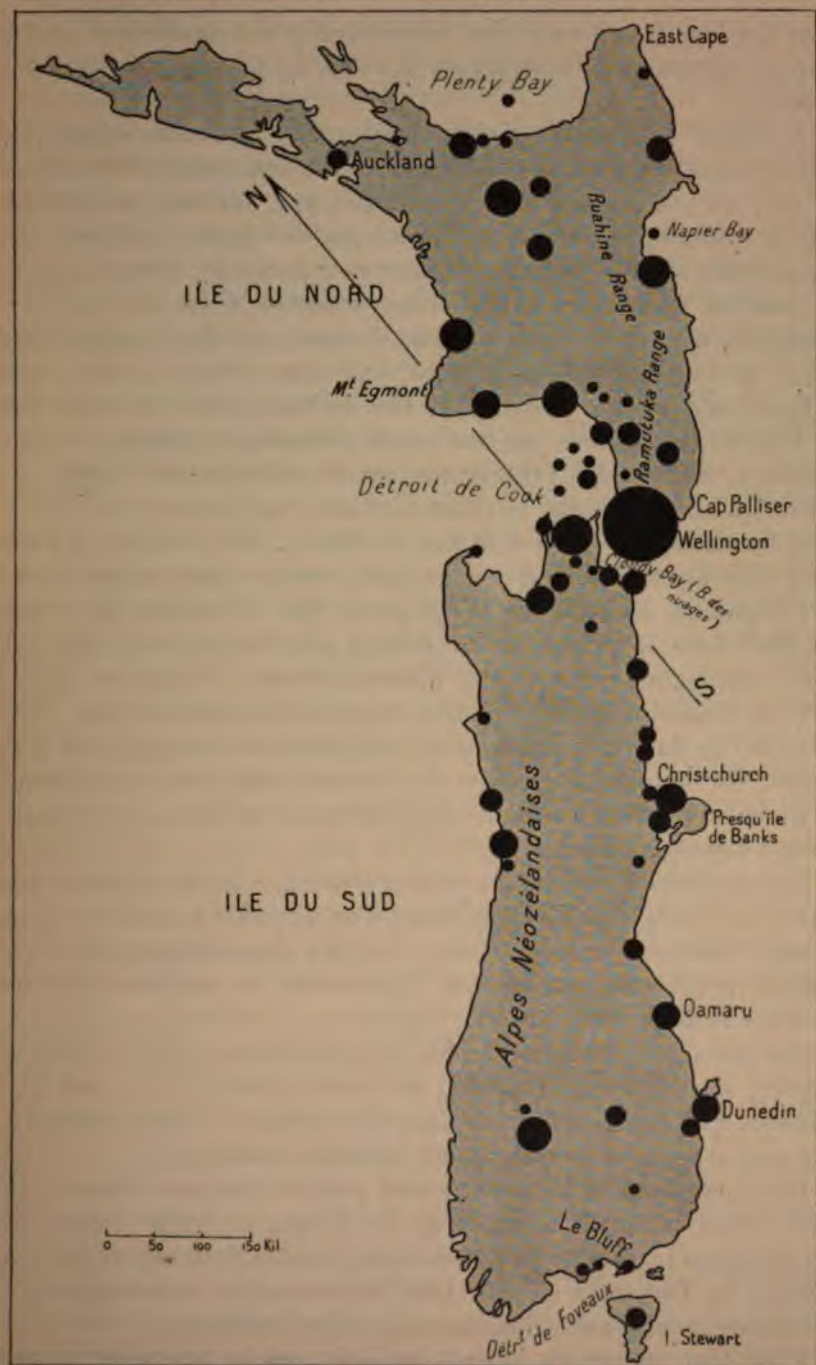 East Cape
Plenty Bay
Auckland
N
Ruahine Range
Napier Bay
ILE DU NORD
Mt. Egmont
Ramutuka Range
Détroit de Cook
Cap Palliser
Wellington
Cloudy Bay (B. des
nuages)
S
Christchurch
Presqu'île
de Banks
Alpes Néozélandaises
ILE DU SUD
Oamaru
Dunedin
Le Bluff
0 50 100 150 Kil
Détrt. de Foveaux
I. Stewart